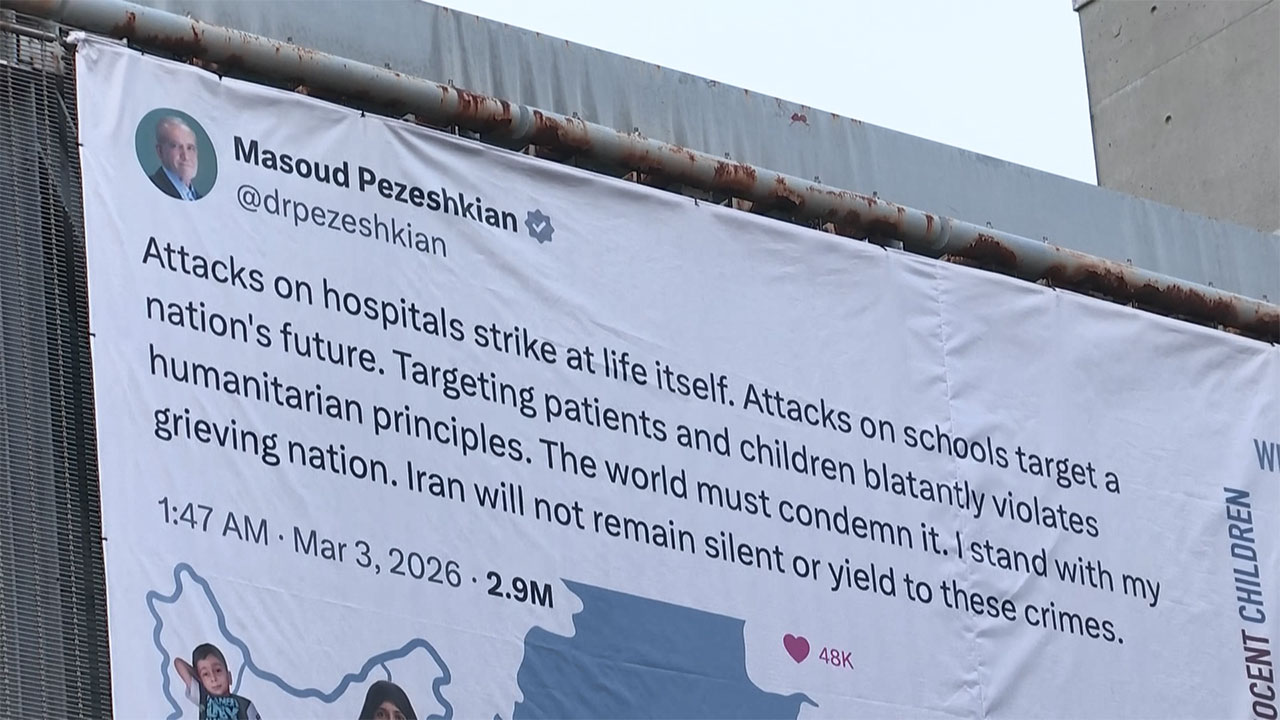 Masoud Pezeshkian
@drpezeshkian
Attacks on hospitals strike at life itself. Attacks on schools target a
nation's future. Targeting patients and children blatantly violates
humanitarian principles. The world must condemn it. I stand with my
grieving nation. Iran will not remain silent or yield to these crimes.
1:47 AM · Mar 3, 2026 · 2.9M
48K
CHILDREN